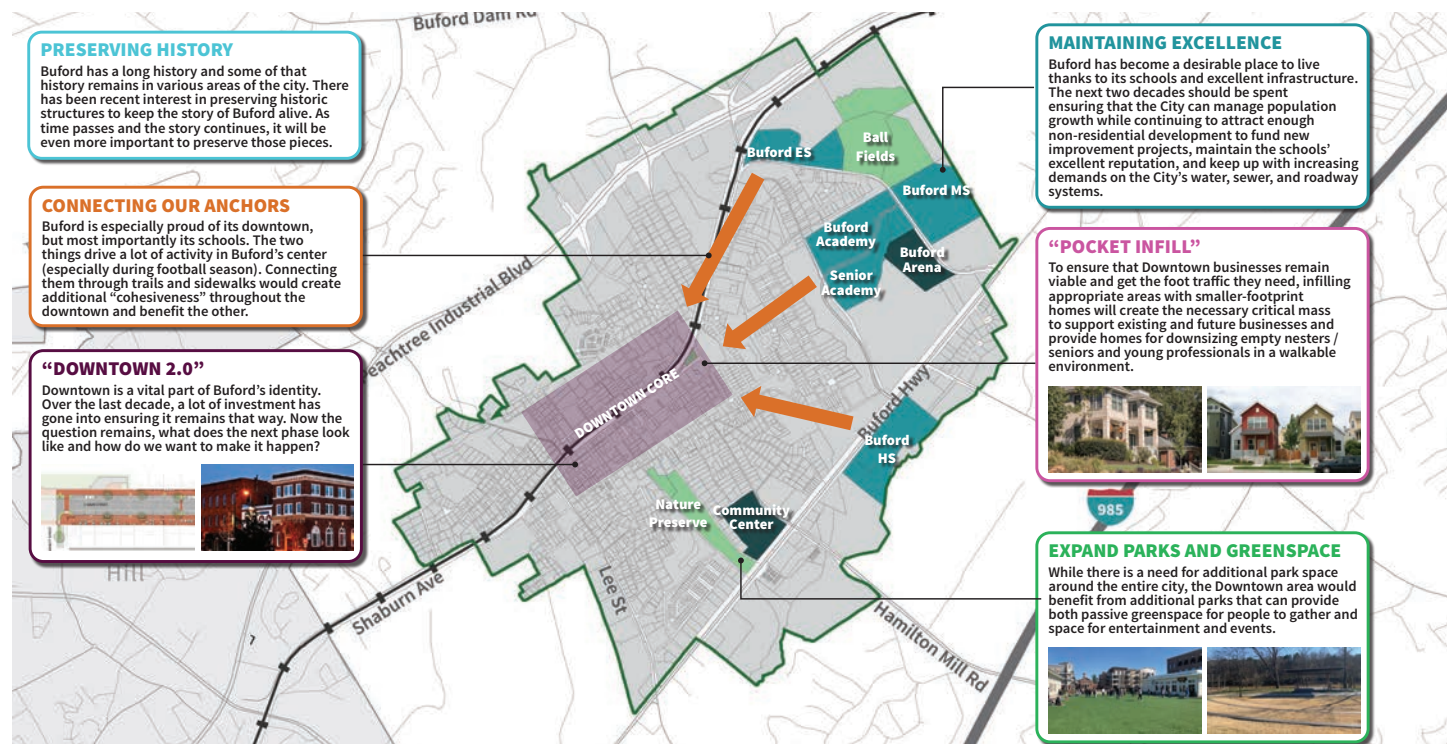 Buford Dam Rd
PRESERVING HISTORY
Buford has a long history and some of that
history remains in various areas of the city. There
has been recent interest in preserving historic
structures to keep the story of Buford alive. As
time passes and the story continues, it will be
even more important to preserve those pieces.
CONNECTING OUR ANCHORS
Buford is especially proud of its downtown,
but most importantly its schools. The two
things drive a lot of activity in Buford’s center
(especially during football season). Connecting
them through trails and sidewalks would create
additional “cohesiveness” throughout the
downtown and benefit the other.
“DOWNTOWN 2.0”
Downtown is a vital part of Buford’s identity.
Over the last decade, a lot of investment has
gone into ensuring it remains that way. Now the
question remains, what does the next phase look
like and how do we want to make it happen?
Hill
Peachtree Industrial Blvd
Shaburn Ave
Lee St
Buford Hwy
Hamilton Mill Rd
Buford ES
Ball
Fields
Buford MS
Buford
Academy
Senior
Academy
Buford
Arena
DOWNTOWN CORE
Buford
HS
Nature
Preserve
Community
Center
985
MAINTAINING EXCELLENCE
Buford has become a desirable place to live
thanks to its schools and excellent infrastructure.
The next two decades should be spent
ensuring that the City can manage population
growth while continuing to attract enough
non-residential development to fund new
improvement projects, maintain the schools’
excellent reputation, and keep up with increasing
demands on the City’s water, sewer, and roadway
systems.
“POCKET INFILL”
To ensure that Downtown businesses remain
viable and get the foot traffic they need, infilling
appropriate areas with smaller-footprint
homes will create the necessary critical mass
to support existing and future businesses and
provide homes for downsizing empty nesters /
seniors and young professionals in a walkable
environment.
EXPAND PARKS AND GREENSPACE
While there is a need for additional park space
around the entire city, the Downtown area would
benefit from additional parks that can provide
both passive greenspace for people to gather and
space for entertainment and events.